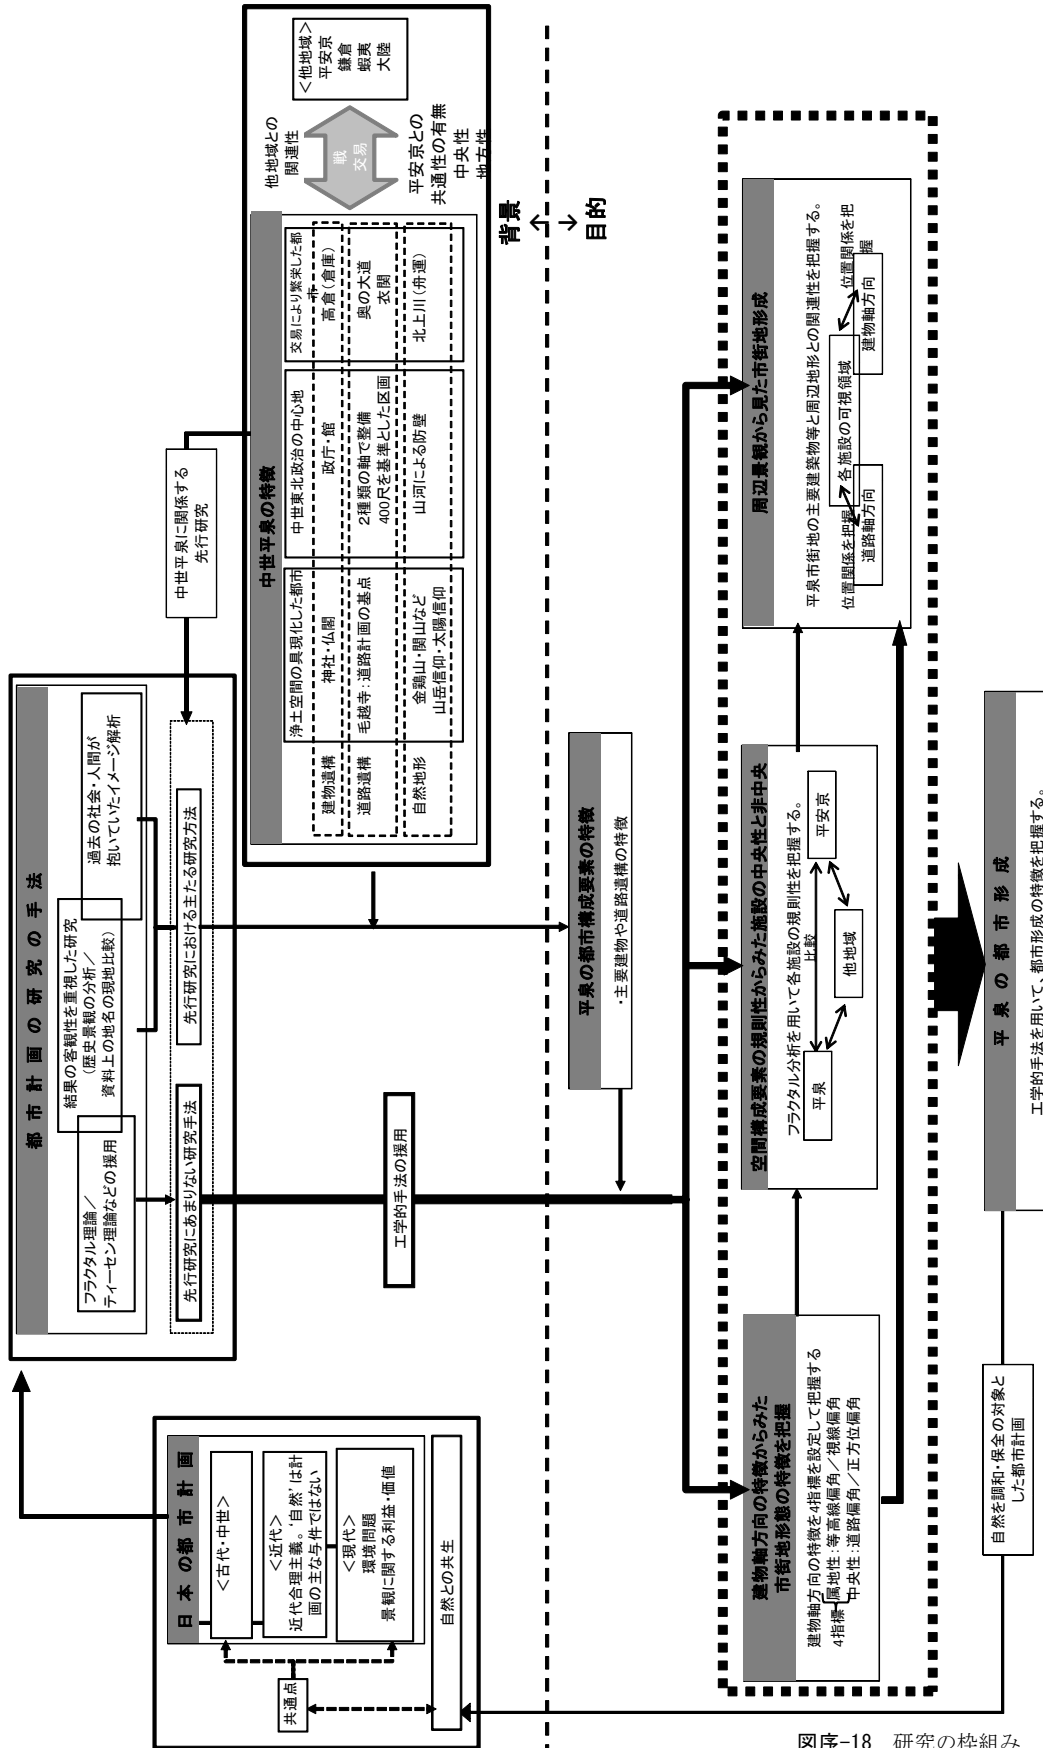 日本の都市計画
<古代・中世>
<近代>
近代合理主義。‘自然’は計
画の主な与件ではない
<現代>
環境問題
景観に関する利益・価値
共通点
自然との共生
都市計画の研究の手法
フラクタル理論／
ティーセン理論などの援用
結果の客観性を重視した研究
（歴史景観の分析／
資料上の地名の現地比較）
過去の社会・人間が
抱いていたイメージ解析
先行研究にあまりない研究手法
先行研究における主たる研究方法
中世平泉に関係する
先行研究
工学的手法の援用
中世平泉の特徴
浄土空間の具現化した都市
中世東北政治の中心地
交易により繁栄した都
市
建物遺構
神社・仏閣
政庁・館
高倉（倉庫）
道路遺構
毛越寺：道路計画の基点
2種類の軸で整備
400尺を基準とした区画
奥の大道
衣関
自然地形
金鶏山・関山など
山岳信仰・太陽信仰
山河による防壁
北上川（舟運）
他地域との
関連性
戦
交易
平安京との
共通性の有無
中央性
地方性
<他地域>
平安京
鎌倉
蝦夷
大陸
背景
目的
平泉の都市構成要素の特徴
・主要建物や道路遺構の特徴
建物軸方向の特徴からみた
市街地形態の特徴を把握
建物軸方向の特徴を4指標を設定して把握する
4指標
属地性：等高線偏角／視線偏角
中央性：道路偏角／正方位偏角
空間構成要素の規則性からみた施設の中央性と非中央
フラクタル分析を用いて各施設の規則性を把握する。
比較
平泉
他地域
平安京
周辺景観から見た市街地形成
平泉市街地の主要建築物等と周辺地形との関連性を把握する。
位置関係を把握
各施設の可視領域
位置関係を把
握
道路軸方向
建物軸方向
平泉の都市形成
工学的手法を用いて、都市形成の特徴を把握する。
自然を調和・保全の対象と
した都市計画
図序-18 研究の枠組み